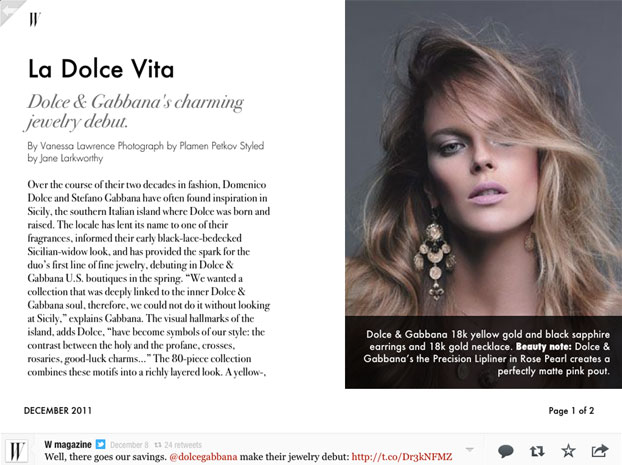 W
La Dolce Vita
Dolce & Gabbana's charming
jewelry debut.
By Vanessa Lawrence Photograph by Plamen Petkov Styled
by Jane Larkworthy
Over the course of their two decades in fashion, Domenico
Dolce and Stefano Gabbana have often found inspiration in
Sicily, the southern Italian island where Dolce was born and
raised. The locale has lent its name to one of their
fragrances, informed their early black-lace-bedecked
Sicilian-widow look, and has provided the spark for the
duo's first line of fine jewelry, debuting in Dolce &
Gabbana U.S. boutiques in the spring. “We wanted a
collection that was deeply linked to the inner Dolce &
Gabbana soul, therefore, we could not do it without looking
at Sicily,” explains Gabbana. The visual hallmarks of the
island, adds Dolce, “have become symbols of our style: the
contrast between the holy and the profane, crosses,
rosaries, good-luck charms...” The 80-piece collection
combines these motifs into a richly layered look. A yellow-,
Dolce & Gabbana 18k yellow gold and black sapphire
earrings and 18k gold necklace. Beauty note: Dolce &
Gabbana's the Precision Lipliner in Rose Pearl creates a
perfectly matte pink pout.
DECEMBER 2011
Page 1 of 2
W
W magazine December 8 24 retweets
Well, there goes our savings. @dolcegabbana make their jewelry debut: http://t.co/Dr3kNFMZ